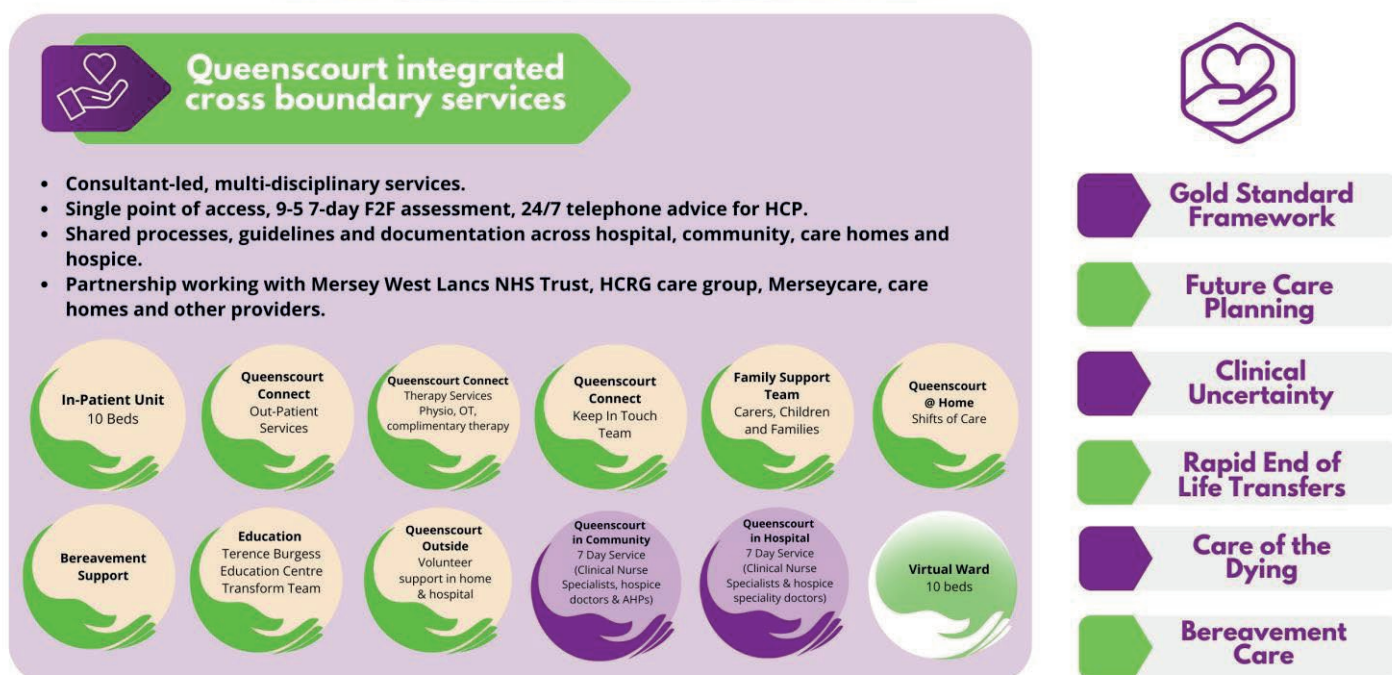 Queenscourt integrated
cross boundary services
• Consultant-led, multi-disciplinary services.
• Single point of access, 9-5 7-day F2F assessment, 24/7 telephone advice for HCP.
• Shared processes, guidelines and documentation across hospital, community, care homes and
hospice.
• Partnership working with Mersey West Lancs NHS Trust, HCRG care group, Merseycare, care
homes and other providers.
In-Patient Unit
10 Beds
Queenscourt
Connect
Out-Patient
Services
Queenscourt Connect
Therapy Services
Physio, OT,
complimentary therapy
Queenscourt
Connect
Keep In Touch
Team
Family Support
Team
Carers, Children
and Families
Queenscourt
@ Home
Shifts of Care
Bereavement
Support
Education
Terence Burgess
Education Centre
Transform Team
Queenscourt
Outside
Volunteer
support in home
& hospital
Queenscourt
in Community
7 Day Service
(Clinical Nurse
Specialists, hospice
doctors & AHPs)
Queenscourt
in Hospital
7 Day Service
(Clinical Nurse
Specialists & hospice
speciality doctors)
Virtual Ward
10 beds
Gold Standard
Framework
Future Care
Planning
Clinical
Uncertainty
Rapid End of
Life Transfers
Care of the
Dying
Bereavement
Care